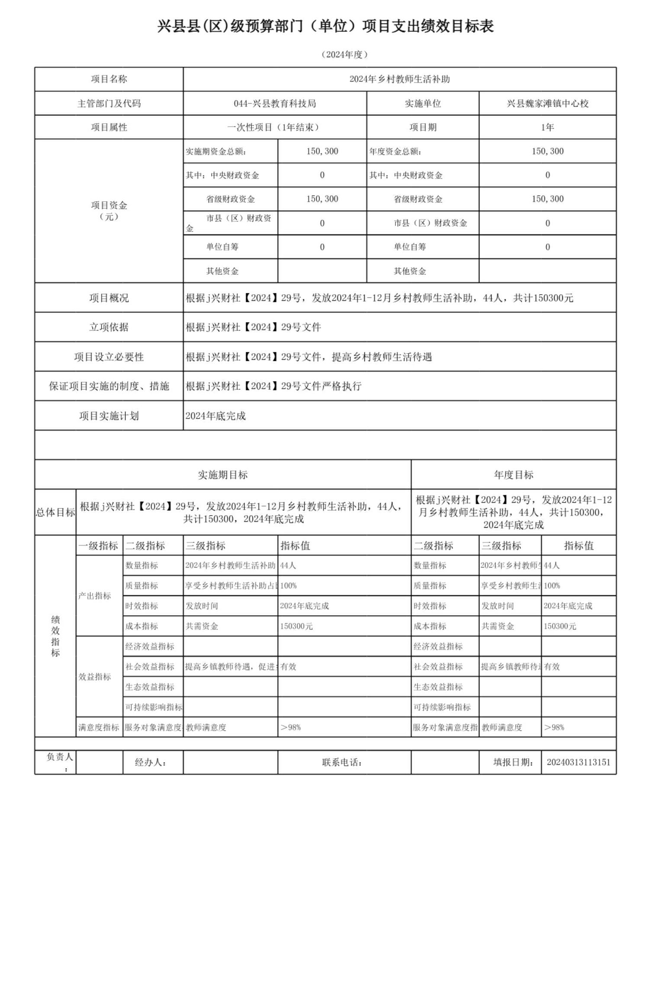 兴县县(区)级预算部门（单位）项目支出绩效目标表
（2024年度）
项目名称 2024年乡村教师生活补助
主管部门及代码 044-兴县教育科技局 实施单位 兴县魏家滩镇中心校
项目属性 一次性项目（1年结束） 项目期 1年
项目资金
（元）
实施期资金总额： 150,300 年度资金总额： 150,300
其中：中央财政资金 0 其中：中央财政资金 0
省级财政资金 150,300 省级财政资金 150,300
市县（区）财政资
金 0 市县（区）财政资金 0
单位自筹 0 单位自筹 0
其他资金 其他资金
项目概况 根据j兴财社【2024】29号，发放2024年1-12月乡村教师生活补助，44人，共计150300元
立项依据 根据j兴财社【2024】29号文件
项目设立必要性 根据j兴财社【2024】29号文件，提高乡村教师生活待遇
保证项目实施的制度、措施 根据j兴财社【2024】29号文件严格执行
项目实施计划 2024年底完成
实施期目标 年度目标
总体目标
根据j兴财社【2024】29号，发放2024年1-12月乡村教师生活补助，44人，
共计150300，2024年底完成
根据j兴财社【2024】29号，发放2024年1-12
月乡村教师生活补助，44人，共计150300，
2024年底完成
绩
效
指
标
一级指标 二级指标 三级指标 指标值 二级指标 三级指标 指标值
产出指标
数量指标 2024年乡村教师生活补助 44人 数量指标 2024年乡村教师 44人
质量指标 享受乡村教师生活补助占 100% 质量指标 享受乡村教师生 100%
时效指标 发放时间 2024年底完成 时效指标 发放时间 2024年底完成
成本指标 共需资金 150300元 成本指标 共需资金 150300元
效益指标
经济效益指标 经济效益指标
社会效益指标 提高乡镇教师待遇，促进 有效 社会效益指标 提高乡镇教师待 有效
生态效益指标 生态效益指标
可持续影响指标 可持续影响指标
满意度指标 服务对象满意度 教师满意度 ＞98% 服务对象满意度指 教师满意度 ＞98%
负责人
： 经办人： 联系电话： 填报日期： 20240313113151